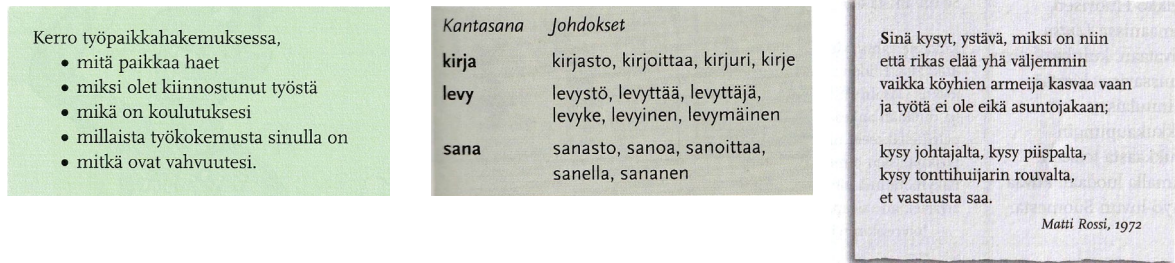 Kerro työpaikkahakemuksessa,
• mitä paikkaa haet
• miksi olet kiinnostunut työstä
• mikä on koulutuksesi
• millaista työkokemusta sinulla on
• mitkä ovat vahvuutesi.
Kantasana Johdokset
kirja kirjasto, kirjoittaa, kirjuri, kirje
levy levystö, levyttää, levyttäjä,
levyke, levyinen, levymäinen
sana sanasto, sanoa, sanoittaa,
sanella, sananen
Sinä kysyt, ystävä, miksi on niin
että rikas elää yhä väljemmin
vaikka köyhien armeija kasvaa vaan
ja työtä ei ole eikä asuntojakaan;
kysy johtajalta, kysy piispalta,
kysy tonttihuijarin rouvalta,
et vastausta saa.
Matti Rossi, 1972